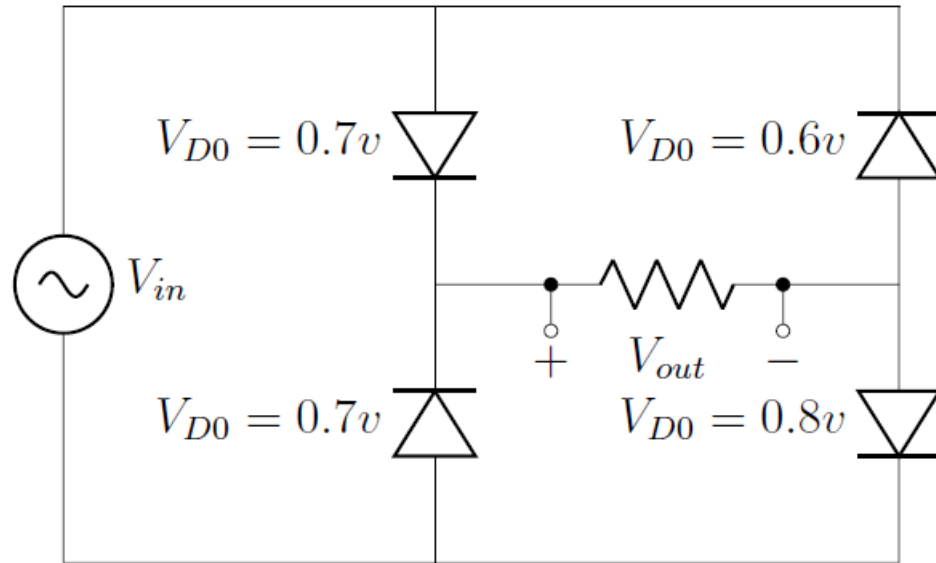 V_{D0} = 0.7v
V_{D0} = 0.6v
V_{in}
+ V_{out} −
V_{D0} = 0.7v
V_{D0} = 0.8v